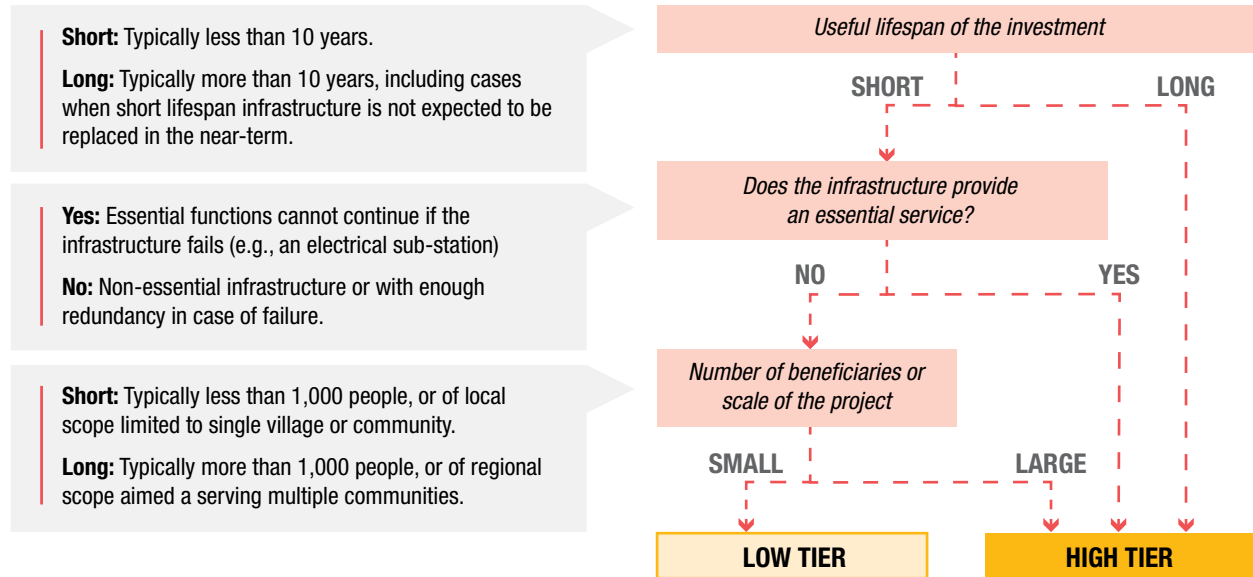 Short: Typically less than 10 years.
Long: Typically more than 10 years, including cases
when short lifespan infrastructure is not expected to be
replaced in the near-term.
Yes: Essential functions cannot continue if the
infrastructure fails (e.g., an electrical sub-station)
No: Non-essential infrastructure or with enough
redundancy in case of failure.
Short: Typically less than 1,000 people, or of local
scope limited to single village or community.
Long: Typically more than 1,000 people, or of regional
scope aimed a serving multiple communities.
Useful lifespan of the investment
SHORT
LONG
Does the infrastructure provide
an essential service?
NO
YES
Number of beneficiaries or
scale of the project
SMALL
LARGE
LOW TIER
HIGH TIER